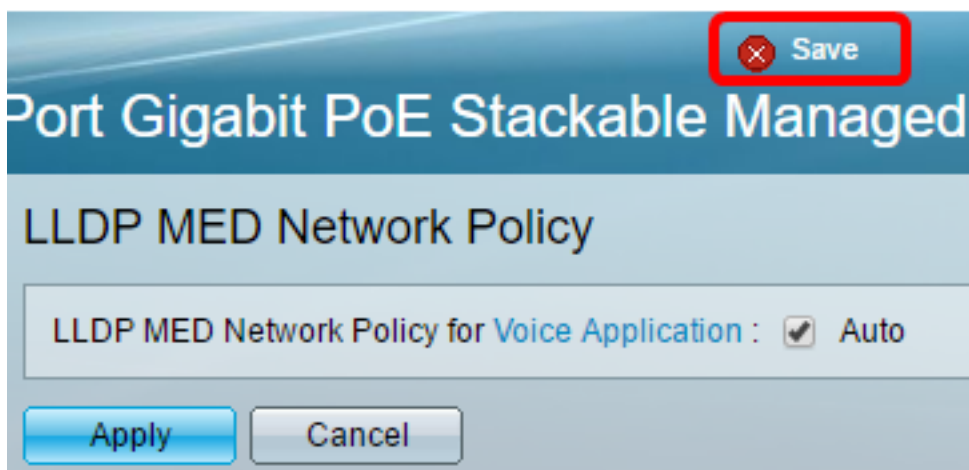 Save
Port Gigabit PoE Stackable Managed
LLDP MED Network Policy
LLDP MED Network Policy for Voice Application : Auto
Apply Cancel